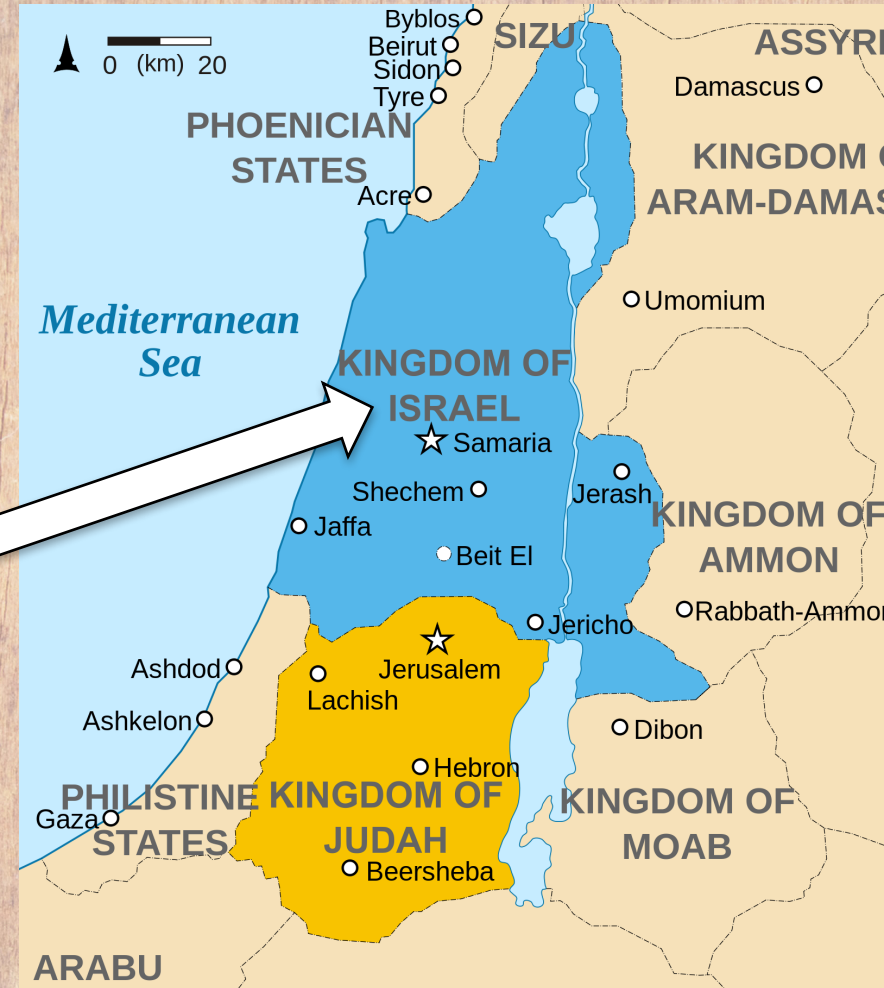 Byblos
SIZU
Beirut
ASSYRI
0 (km) 20
Sidon
Damascus
Tyre
PHOENICIAN
STATES
KINGDOM
ARAM-DAMAS
Acre
Umomium
Mediterranean
Sea
KINGDOM OF
ISRAEL
Samaria
Shechem
Jerash
KINGDOM OF
AMMON
Jaffa
Beit El
Rabbath-Ammon
Jericho
Jerusalem
Ashdod
Lachish
Ashkelon
Dibon
Hebron
PHILISTINE
STATES
KINGDOM OF
JUDAH
KINGDOM OF
MOAB
Gaza
Beersheba
ARABU